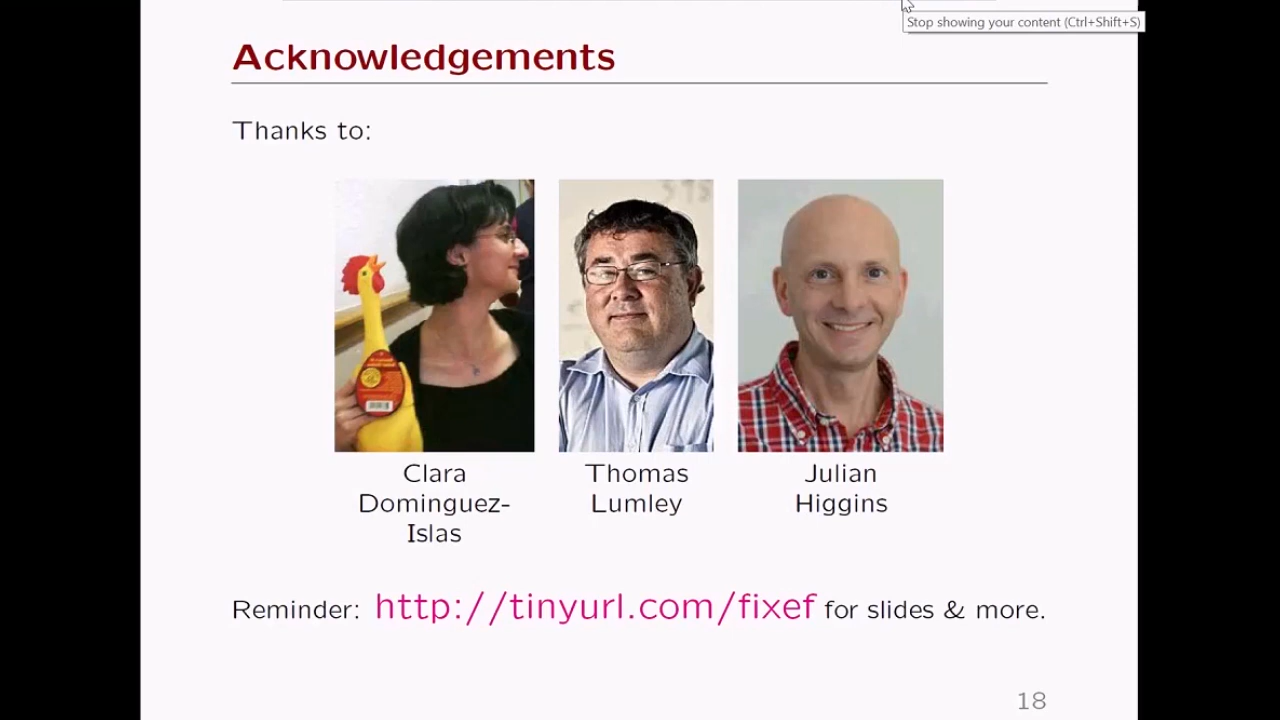 Stop showing your content (Ctrl+Shift+S)
Acknowledgements
Thanks to:
Clara
Dominguez-
Islas
Thomas
Lumley
Julian
Higgins
Reminder: http://tinyurl.com/fixef for slides & more.
18